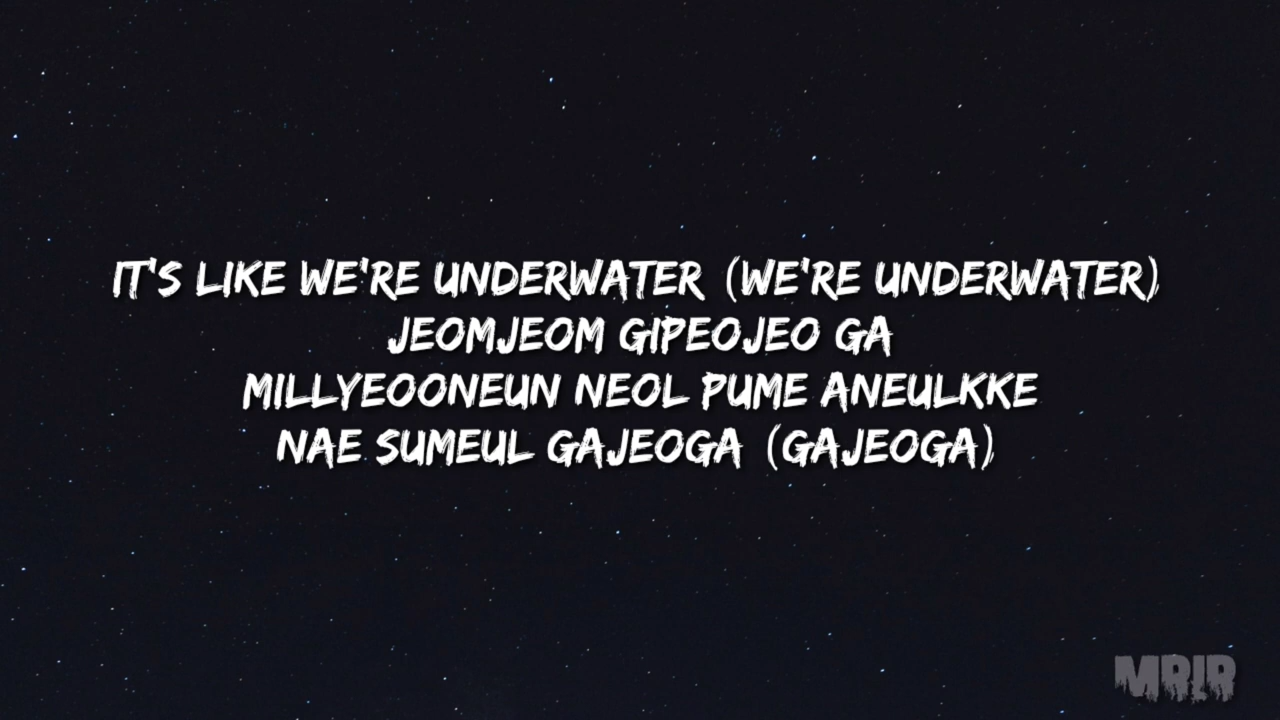 IT'S LIKE WE'RE UNDERWATER (WE'RE UNDERWATER)
JEOMJEOM GIPEOJEO GA
MILLYEOONEUN NEOL PUME ANEULKKE
NAE SUMEUL GAJEOGA (GAJEOGA)
MRLR